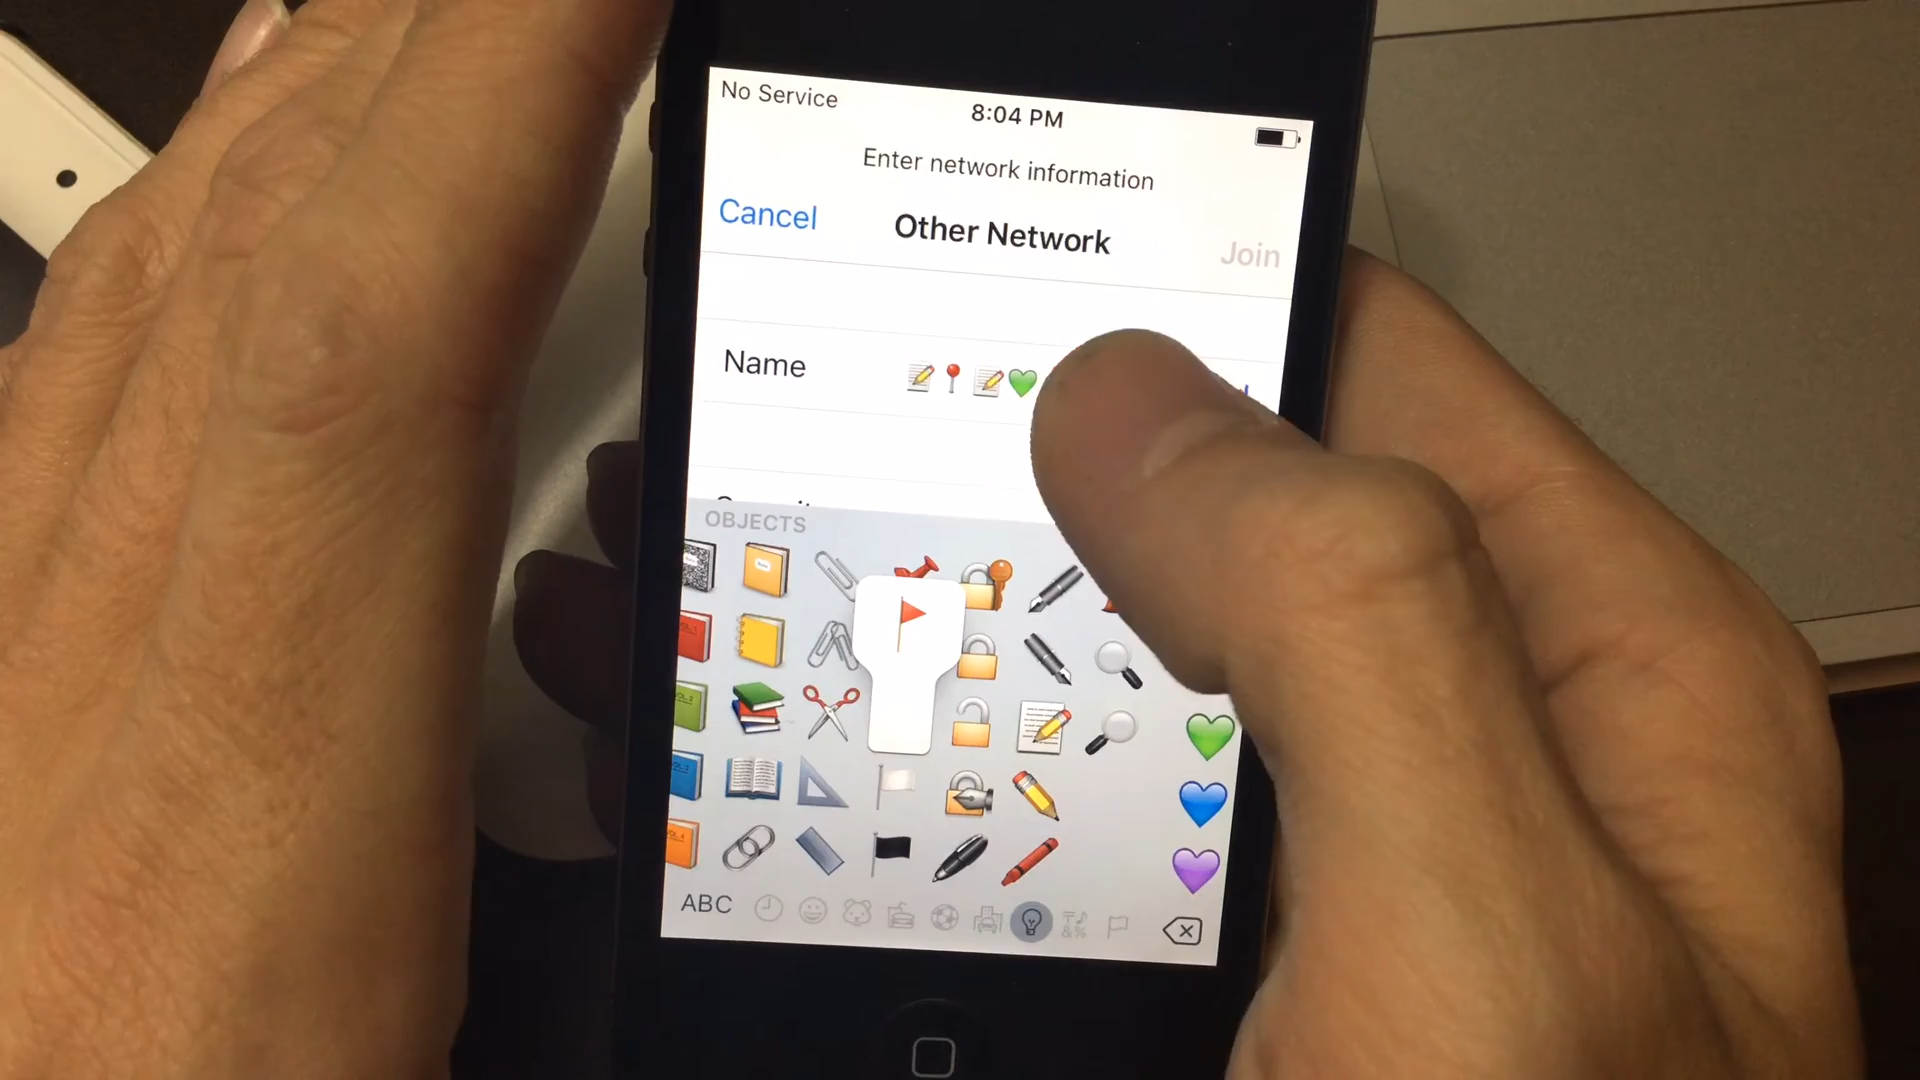 No Service
8:04 PM
Enter network information
Cancel
Other Network
Join
Name 📝📍📝💚
OBJECTS
ABC